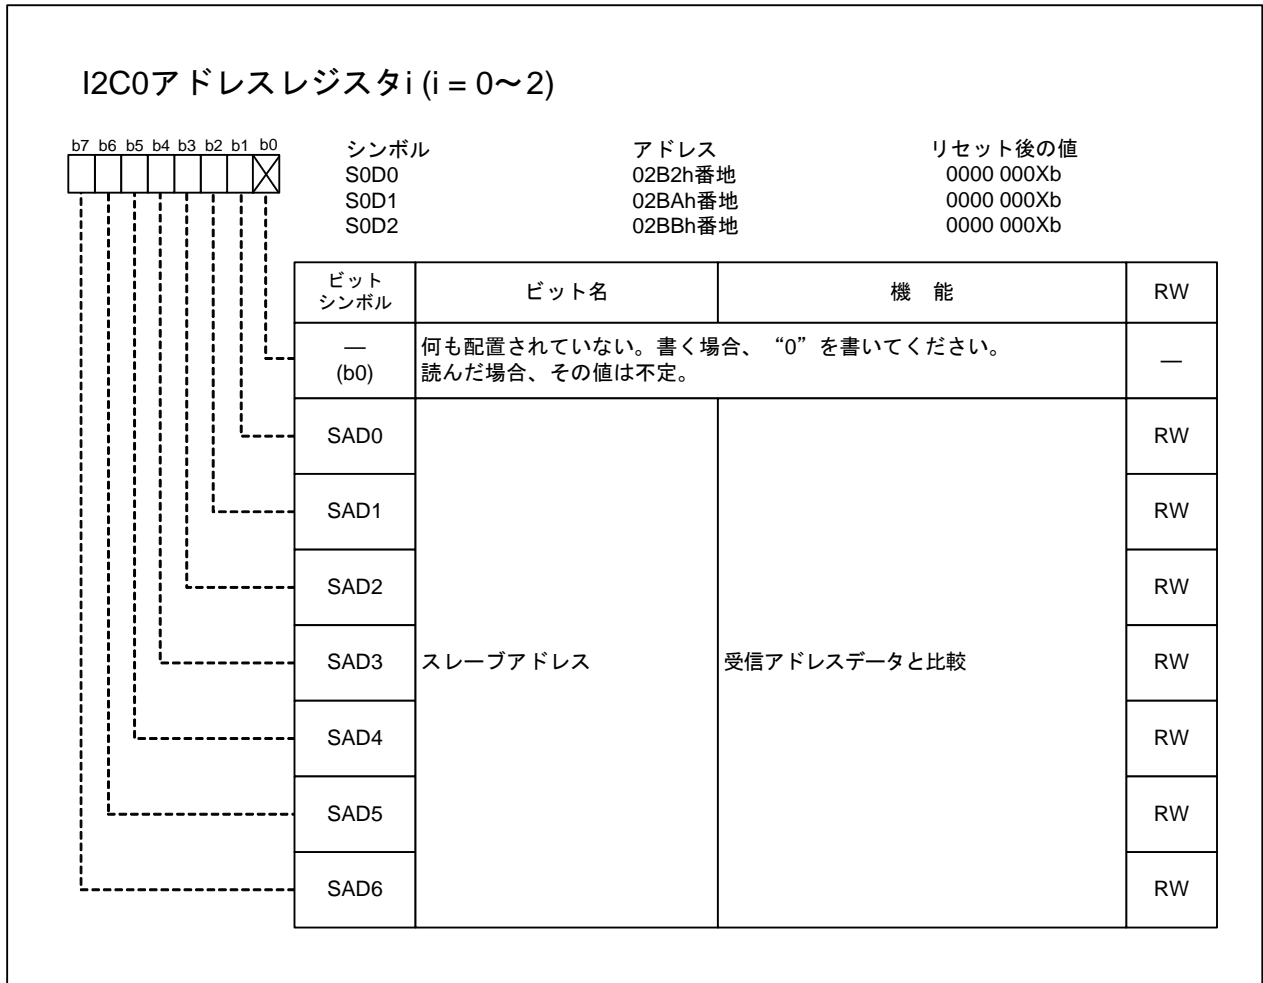 I2C0アドレスレジスタi (i = 0～2)
b7 b6 b5 b4 b3 b2 b1 b0
シンボル アドレス リセット後の値
S0D0 02B2h番地 0000 000Xb
S0D1 02BAh番地 0000 000Xb
S0D2 02BBh番地 0000 000Xb
ビット
シンボル
ビット名
機　能
RW
—
(b0)
何も配置されていない。書く場合、“0”を書いてください。
読んだ場合、その値は不定。
—
SAD0
RW
SAD1
RW
SAD2
RW
SAD3
スレーブアドレス
受信アドレスデータと比較
RW
SAD4
RW
SAD5
RW
SAD6
RW